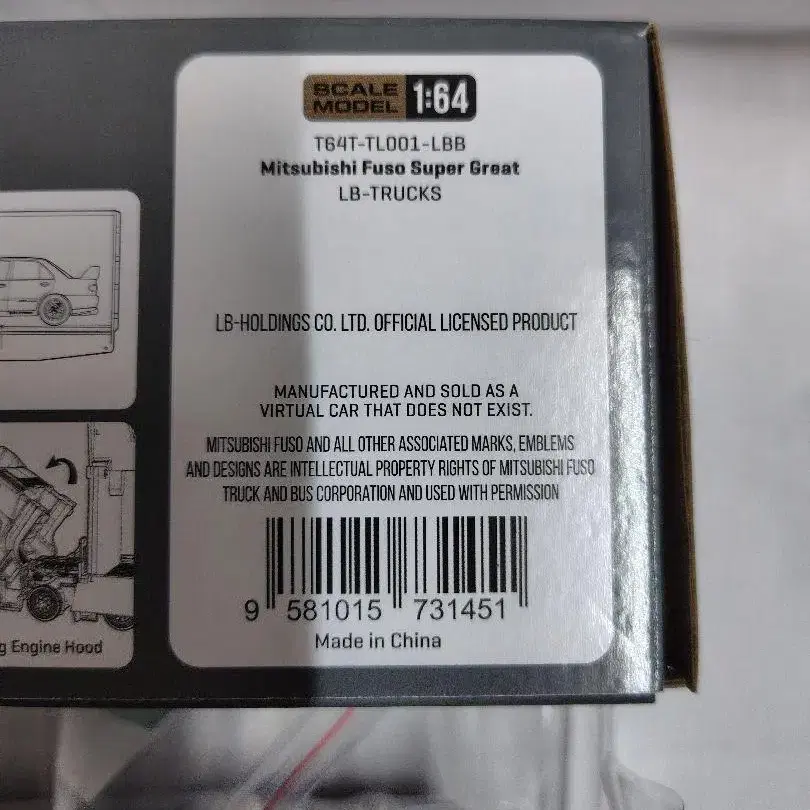 SCALE MODEL 1:64
T64T-TL001-LBB
Mitsubishi Fuso Super Great
LB-TRUCKS
LB-HOLDINGS CO. LTD. OFFICIAL LICENSED PRODUCT
MANUFACTURED AND SOLD AS A
VIRTUAL CAR THAT DOES NOT EXIST.
MITSUBISHI FUSO AND ALL OTHER ASSOCIATED MARKS, EMBLEMS
AND DESIGNS ARE INTELLECTUAL PROPERTY RIGHTS OF MITSUBISHI FUSO
TRUCK AND BUS CORPORATION AND USED WITH PERMISSION
9 581015 731451
Made in China
g Engine Hood